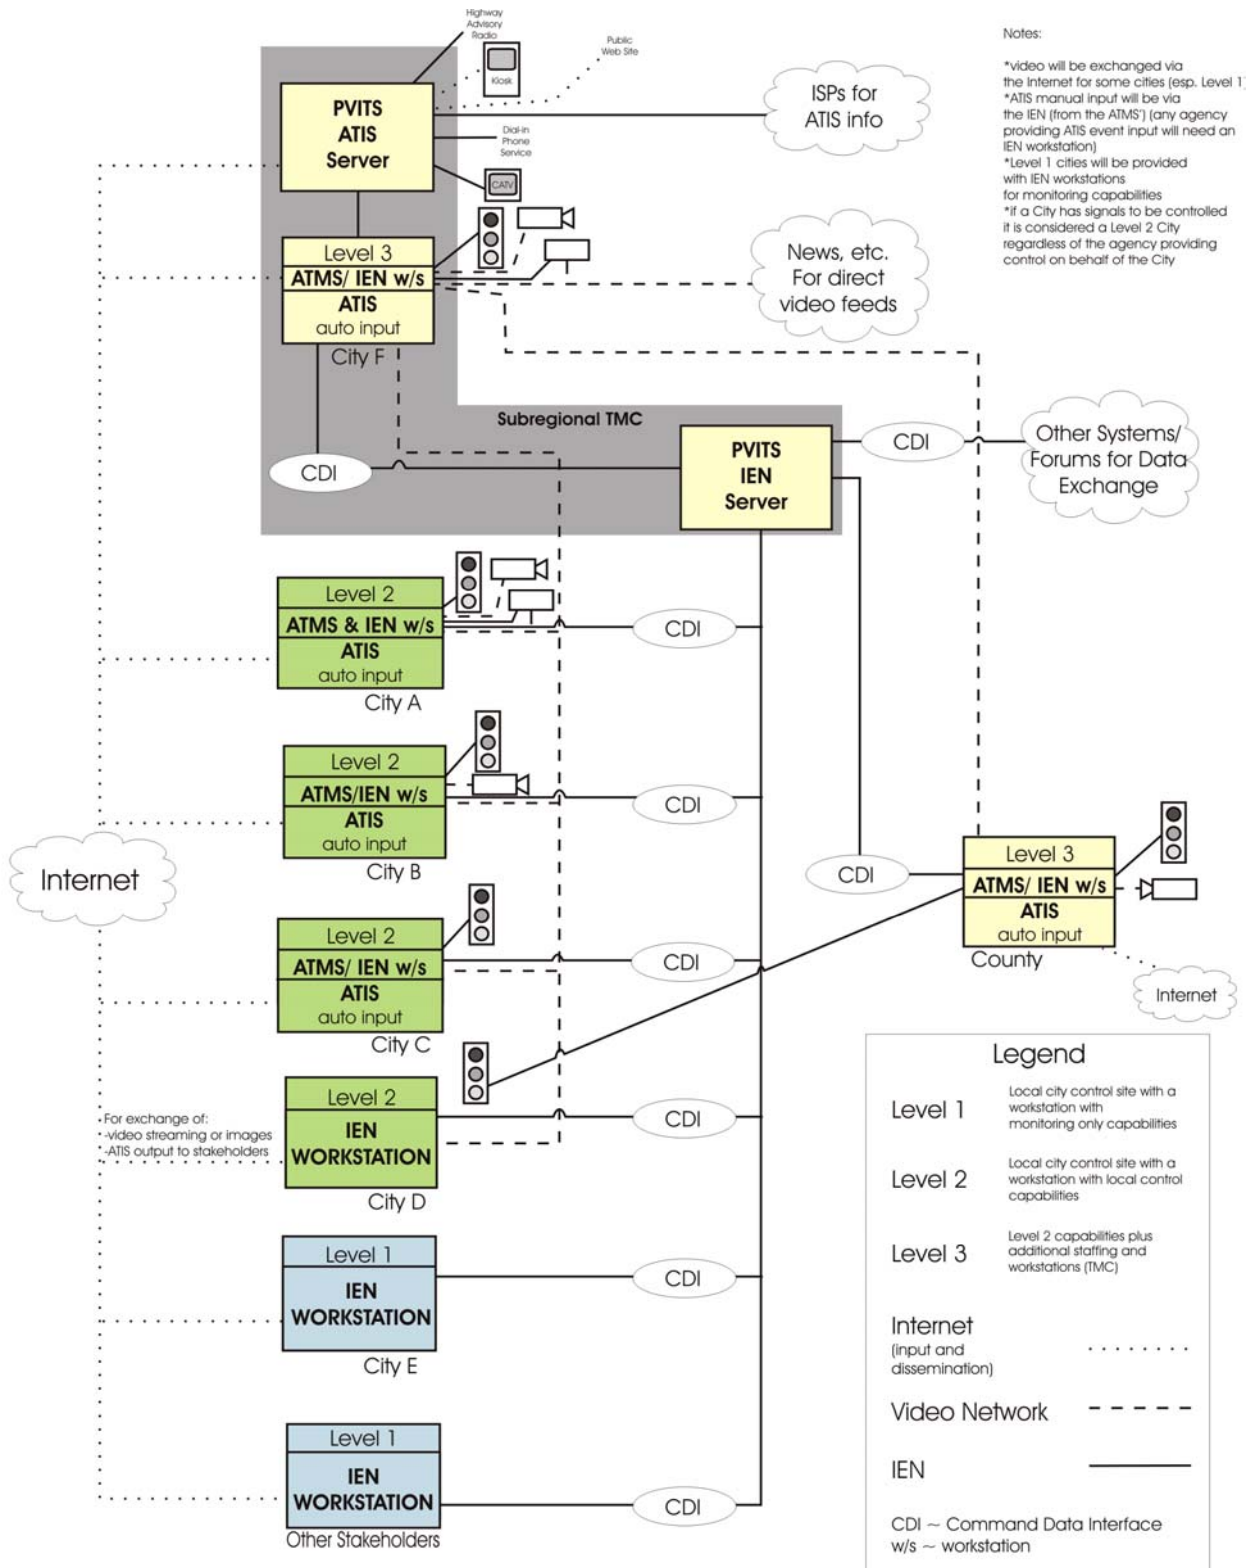 Highway
Advisory
Radio
Kiosk
Public
Web Site
Notes:
*video will be exchanged via
the Internet for some cities (esp. Level 1)
*ATIS manual input will be via
the IEN (from the ATMS') (any agency
providing ATIS event input will need an
IEN workstation)
*Level 1 cities will be provided
with IEN workstations
for monitoring capabilities
*if a City has signals to be controlled
it is considered a Level 2 City
regardless of the agency providing
control on behalf of the City
PVITS
ATIS
Server
ISPs for
ATIS info
Dial-in
Phone
Service
CATV
Level 3
ATMS/ IEN w/s
ATIS
auto input
City F
News, etc.
For direct
video feeds
Subregional TMC
CDI
PVITS
IEN
Server
CDI
Other Systems/
Forums for Data
Exchange
Level 2
ATMS & IEN w/s
ATIS
auto input
City A
CDI
Level 2
ATMS/IEN w/s
ATIS
auto input
City B
CDI
Internet
CDI
Level 3
ATMS/ IEN w/s
ATIS
auto input
County
Internet
Level 2
ATMS/ IEN w/s
ATIS
auto input
City C
CDI
For exchange of:
-video streaming or images
-ATIS output to stakeholders
Level 2
IEN
WORKSTATION
City D
CDI
Level 1
IEN
WORKSTATION
City E
CDI
Level 1
IEN
WORKSTATION
Other Stakeholders
CDI
Legend
Level 1
Local city control site with a
workstation with
monitoring only capabilities
Level 2
Local city control site with a
workstation with local control
capabilities
Level 3
Level 2 capabilities plus
additional staffing and
workstations (TMC)
Internet
(input and
dissemination)
Video Network
IEN
CDI ~ Command Data Interface
w/s ~ workstation